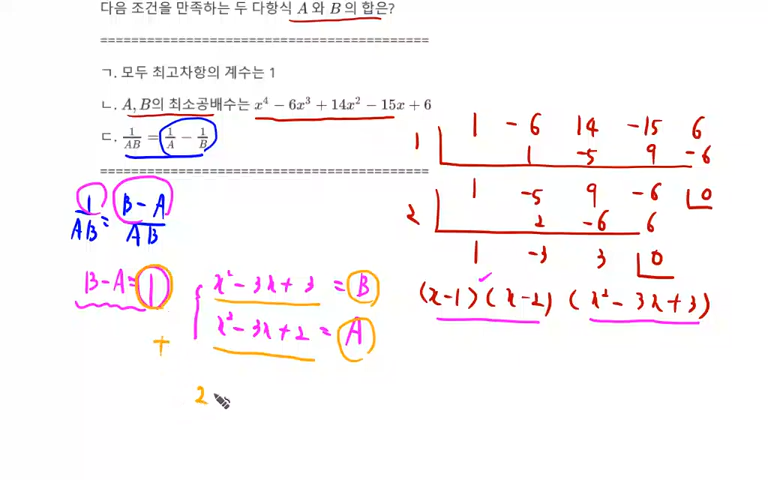 다음 조건을 만족하는 두 다항식 A 와 B 의 합은?
=========================================
ㄱ. 모두 최고차항의 계수는 1
ㄴ. A, B의 최소공배수는 x⁴ − 6x³ + 14x² − 15x + 6
ㄷ. 1/AB = 1/A − 1/B
=========================================
1/AB = B − A/AB
B − A = 1
x² − 3x + 3 = B
x² − 3x + 2 = A
+
2
1 | 1 −6 14 −15 6
1 −5 9 −6
2 | 1 −5 9 −6 | 0
2 −6 6
1 −3 3 | 0
(x−1)(x−2)(x² − 3x + 3)